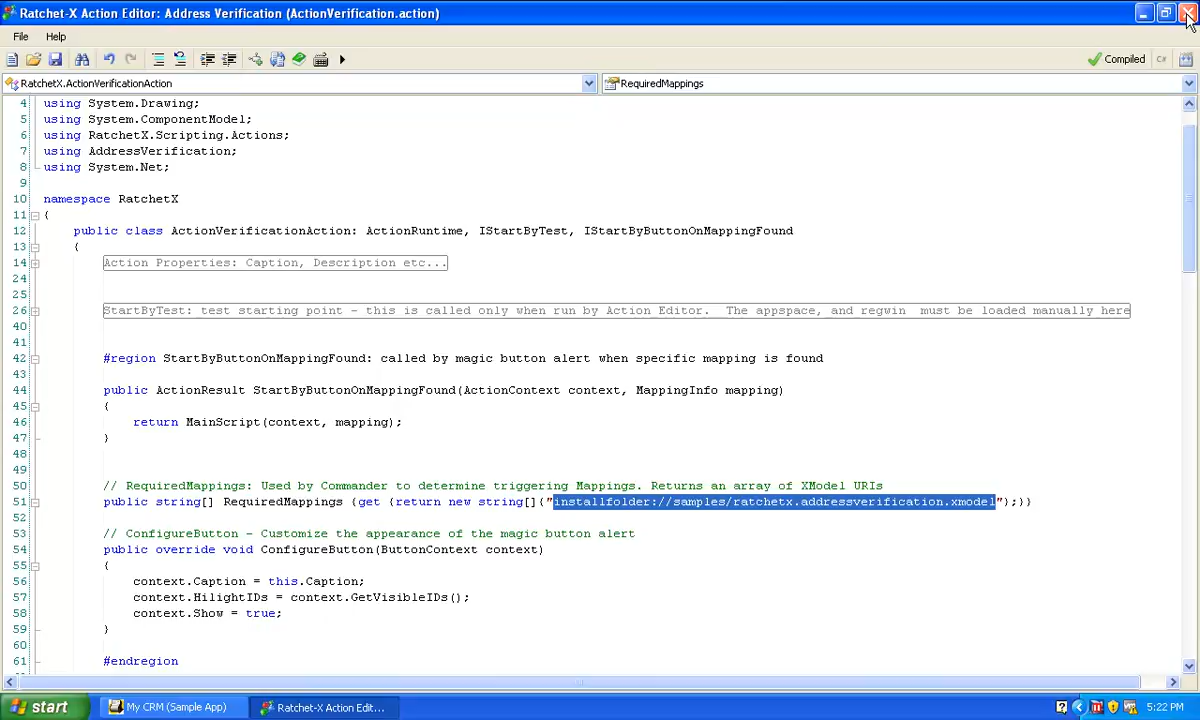 Ratchet-X Action Editor: Address Verification (ActionVerification.action)
File Help
Compiled C#
RatchetX.ActionVerificationAction RequiredMappings
4 using System.Drawing;
5 using System.ComponentModel;
6 using RatchetX.Scripting.Actions;
7 using AddressVerification;
8 using System.Net;
9
10 namespace RatchetX
11 {
12 public class ActionVerificationAction: ActionRuntime, IStartByTest, IStartByButtonOnMappingFound
13 {
14 Action Properties: Caption, Description etc...
24
25
26 StartByTest: test starting point - this is called only when run by Action Editor.  The appspace, and regwin  must be loaded manually here
40
41
42 #region StartByButtonOnMappingFound: called by magic button alert when specific mapping is found
43
44 public ActionResult StartByButtonOnMappingFound(ActionContext context, MappingInfo mapping)
45 {
46 return MainScript(context, mapping);
47 }
48
49
50 // RequiredMappings: Used by Commander to determine triggering Mappings. Returns an array of XModel URIs
51 public string[] RequiredMappings {get {return new string[]{"installfolder://samples/ratchetx.addressverification.xmodel"};}}
52
53 // ConfigureButton - Customize the appearance of the magic button alert
54 public override void ConfigureButton(ButtonContext context)
55 {
56 context.Caption = this.Caption;
57 context.HilightIDs = context.GetVisibleIDs();
58 context.Show = true;
59 }
60
61 #endregion
start My CRM (Sample App) Ratchet-X Action Edit... 5:22 PM